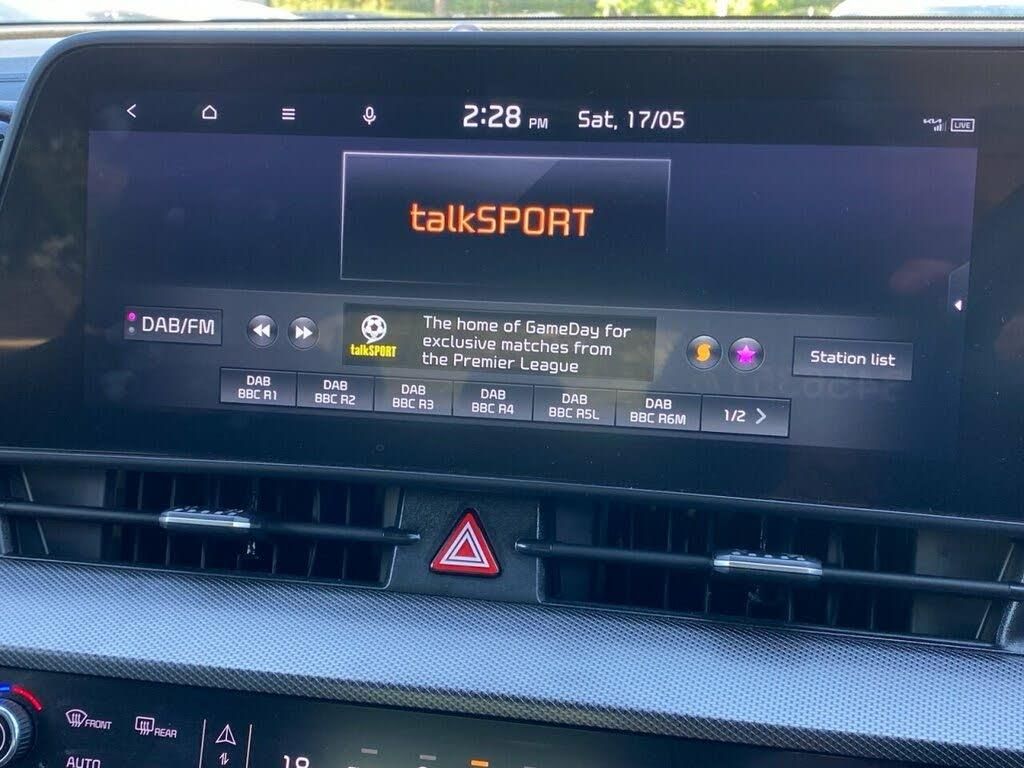 2:28 PM Sat, 17/05
KIA LIVE
talkSPORT
DAB/FM
talkSPORT
The home of GameDay for
exclusive matches from
the Premier League
Station list
DAB
BBC R1
DAB
BBC R2
DAB
BBC R3
DAB
BBC R4
DAB
BBC R5L
DAB
BBC R6M
1/2
FRONT
REAR
AUTO